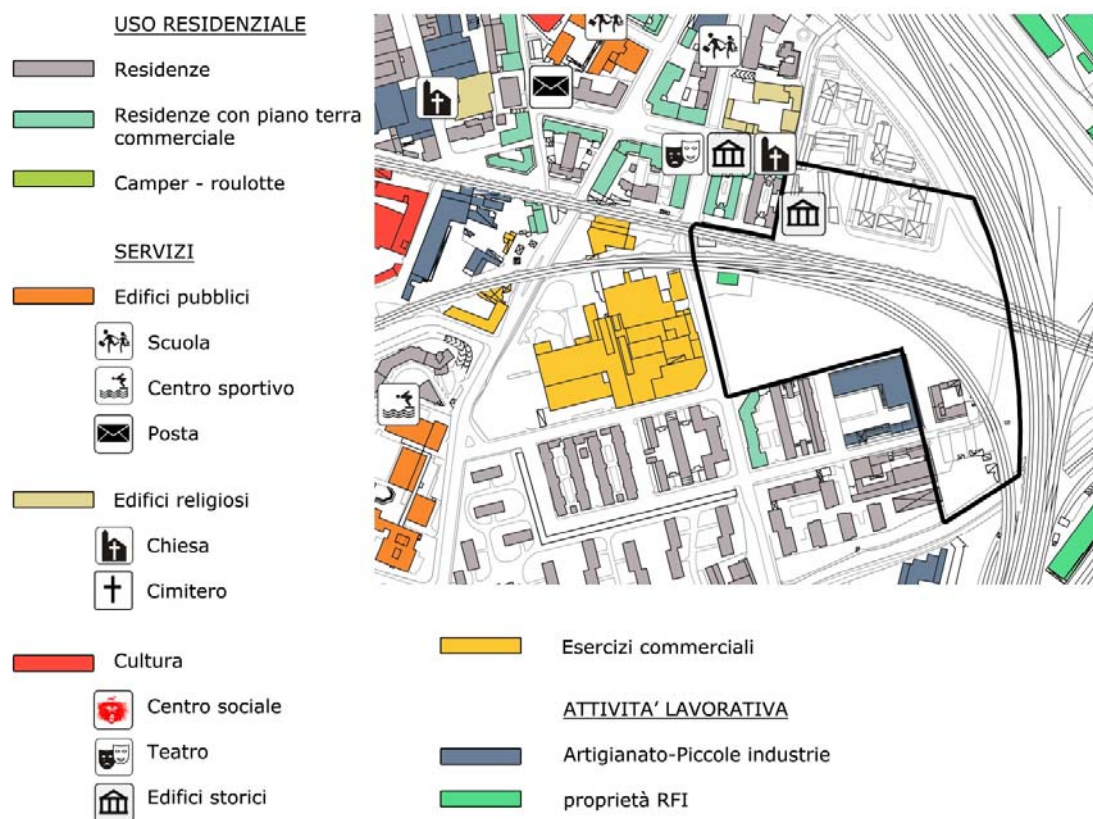 USO RESIDENZIALE
Residenze
Residenze con piano terra
commerciale
Camper - roulotte
SERVIZI
Edifici pubblici
Scuola
Centro sportivo
Posta
Edifici religiosi
Chiesa
Cimitero
Cultura
Centro sociale
Teatro
Edifici storici
Esercizi commerciali
ATTIVITA' LAVORATIVA
Artigianato-Piccole industrie
proprietà RFI